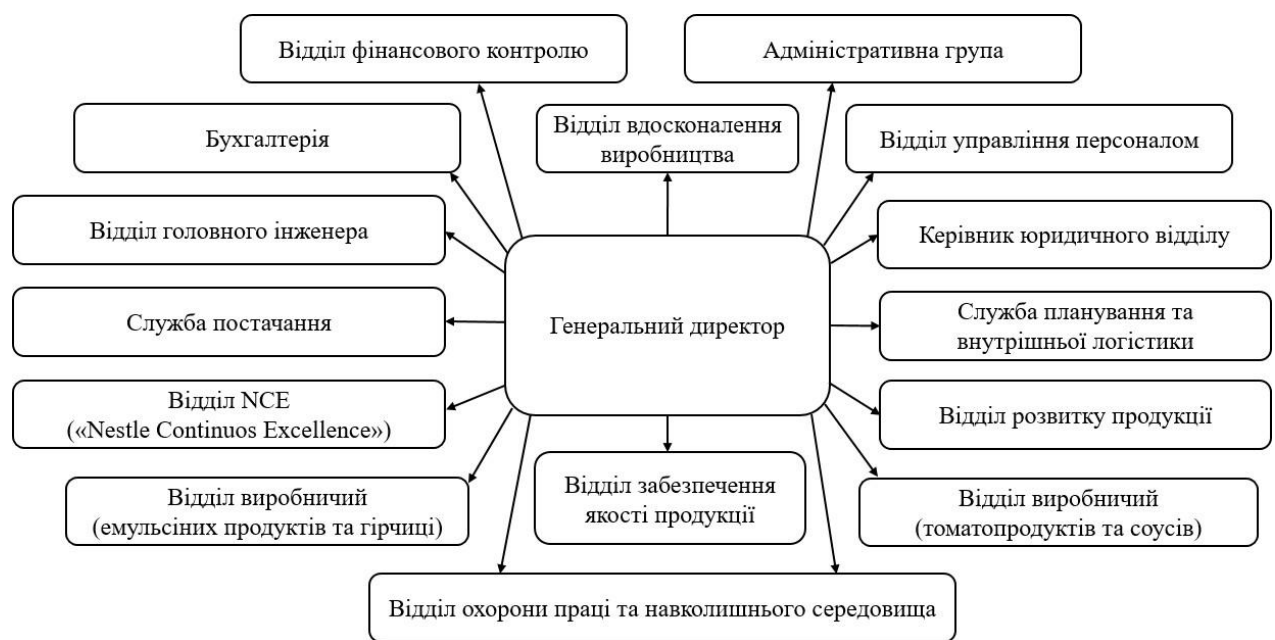 Відділ фінансового контролю
Адміністративна група
Бухгалтерія
Відділ вдосконалення
виробництва
Відділ управління персоналом
Відділ головного інженера
Керівник юридичного відділу
Служба постачання
Генеральний директор
Служба планування та
внутрішньої логістики
Відділ NCE
(«Nestle Continuos Excellence»)
Відділ розвитку продукції
Відділ виробничий
(емульсіних продуктів та гірчиці)
Відділ забезпечення
якості продукції
Відділ виробничий
(томатопродуктів та соусів)
Відділ охорони праці та навколишнього середовища